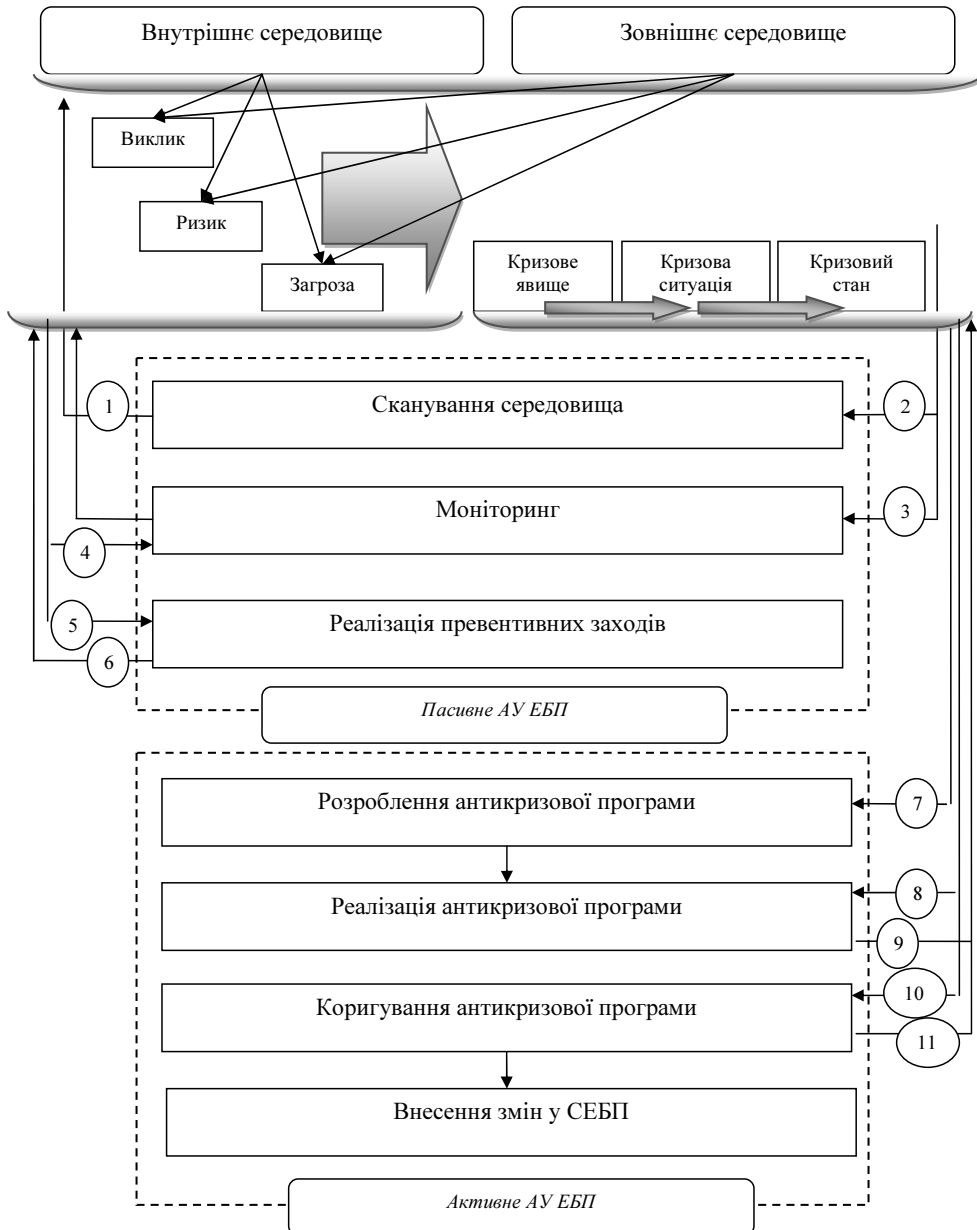 Внутрішнє середовище
Зовнішнє середовище
Виклик
Ризик
Загроза
Кризове
явище
Кризова
ситуація
Кризовий
стан
1
Сканування середовища
2
Моніторинг
3
4
5
Реалізація превентивних заходів
6
Пасивне АУ ЕБП
Розроблення антикризової програми
7
Реалізація антикризової програми
8
9
Коригування антикризової програми
10
11
Внесення змін у СЕБП
Активне АУ ЕБП